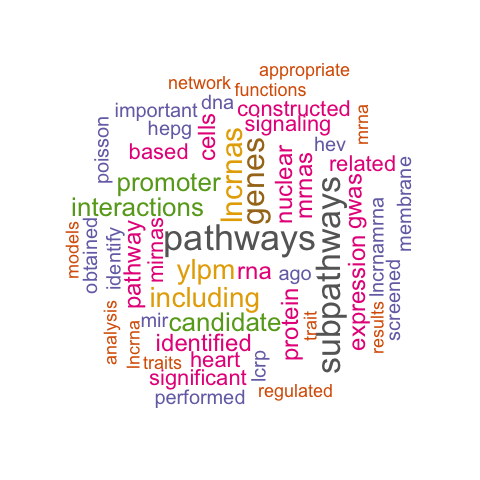 appropriate
network
functions
important
dna
constructed
mrna
hepg
signaling
poisson
cells
hev
based
lncrnas
genes
nuclear
mrnas
related
membrane
promoter
interactions
pathways
subpathways
gwas
expression
lncrnamrna
models
obtained
identify
pathway
mirnas
ylpm
rna
ago
including
protein
trait
results
screened
analysis
lncrna
mir
candidate
identified
traits
heart
lcrp
significant
performed
regulated